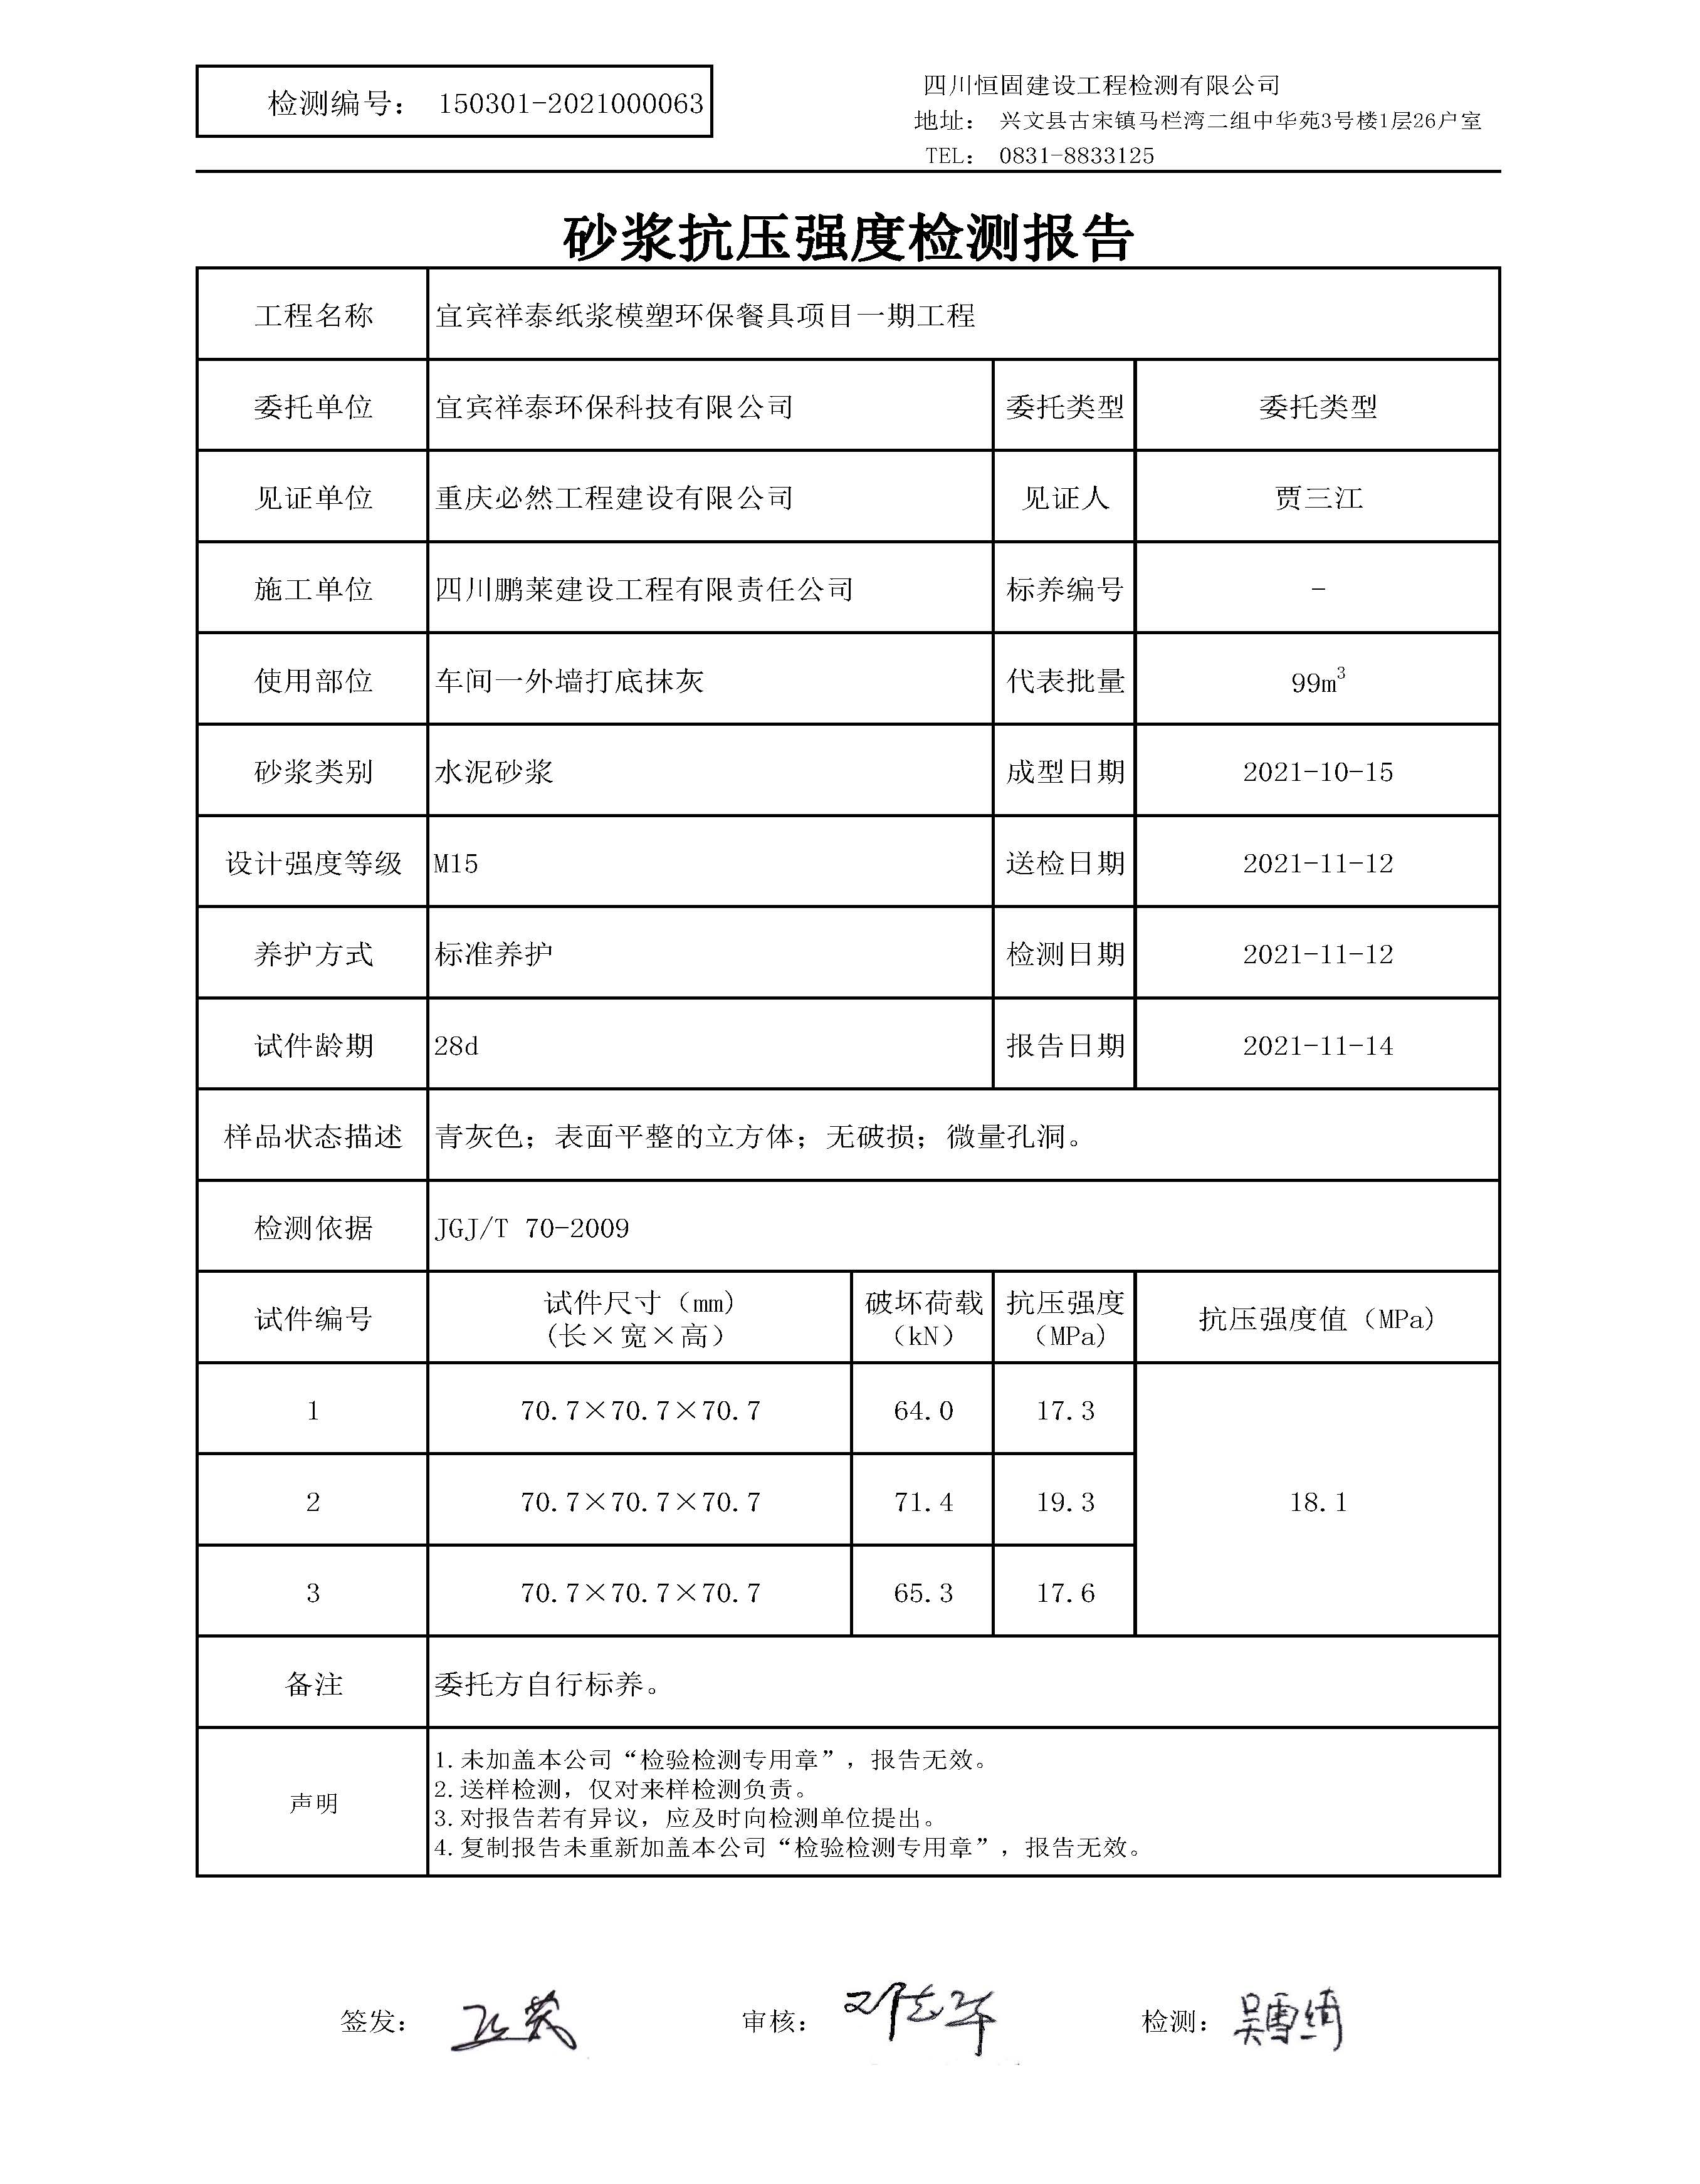 检测编号： 150301-2021000063
四川恒固建设工程检测有限公司
地址： 兴文县古宋镇马栏湾二组中华苑3号楼1层26户室
TEL： 0831-8833125
砂浆抗压强度检测报告
工程名称 宜宾祥泰纸浆模塑环保餐具项目一期工程
委托单位 宜宾祥泰环保科技有限公司 委托类型 委托类型
见证单位 重庆必然工程建设有限公司 见证人 贾三江
施工单位 四川鹏莱建设工程有限责任公司 标养编号 -
使用部位 车间一外墙打底抹灰 代表批量 99m³
砂浆类别 水泥砂浆 成型日期 2021-10-15
设计强度等级 M15 送检日期 2021-11-12
养护方式 标准养护 检测日期 2021-11-12
试件龄期 28d 报告日期 2021-11-14
样品状态描述 青灰色；表面平整的立方体；无破损；微量孔洞。
检测依据 JGJ/T 70-2009
试件编号 试件尺寸（mm）（长×宽×高） 破坏荷载（kN） 抗压强度（MPa） 抗压强度值（MPa）
1 70.7×70.7×70.7 64.0 17.3
2 70.7×70.7×70.7 71.4 19.3 18.1
3 70.7×70.7×70.7 65.3 17.6
备注 委托方自行标养。
声明
1.未加盖本公司“检验检测专用章”，报告无效。
2.送样检测，仅对来样检测负责。
3.对报告若有异议，应及时向检测单位提出。
4.复制报告未重新加盖本公司“检验检测专用章”，报告无效。
签发： 审核： 检测：吴雪绮